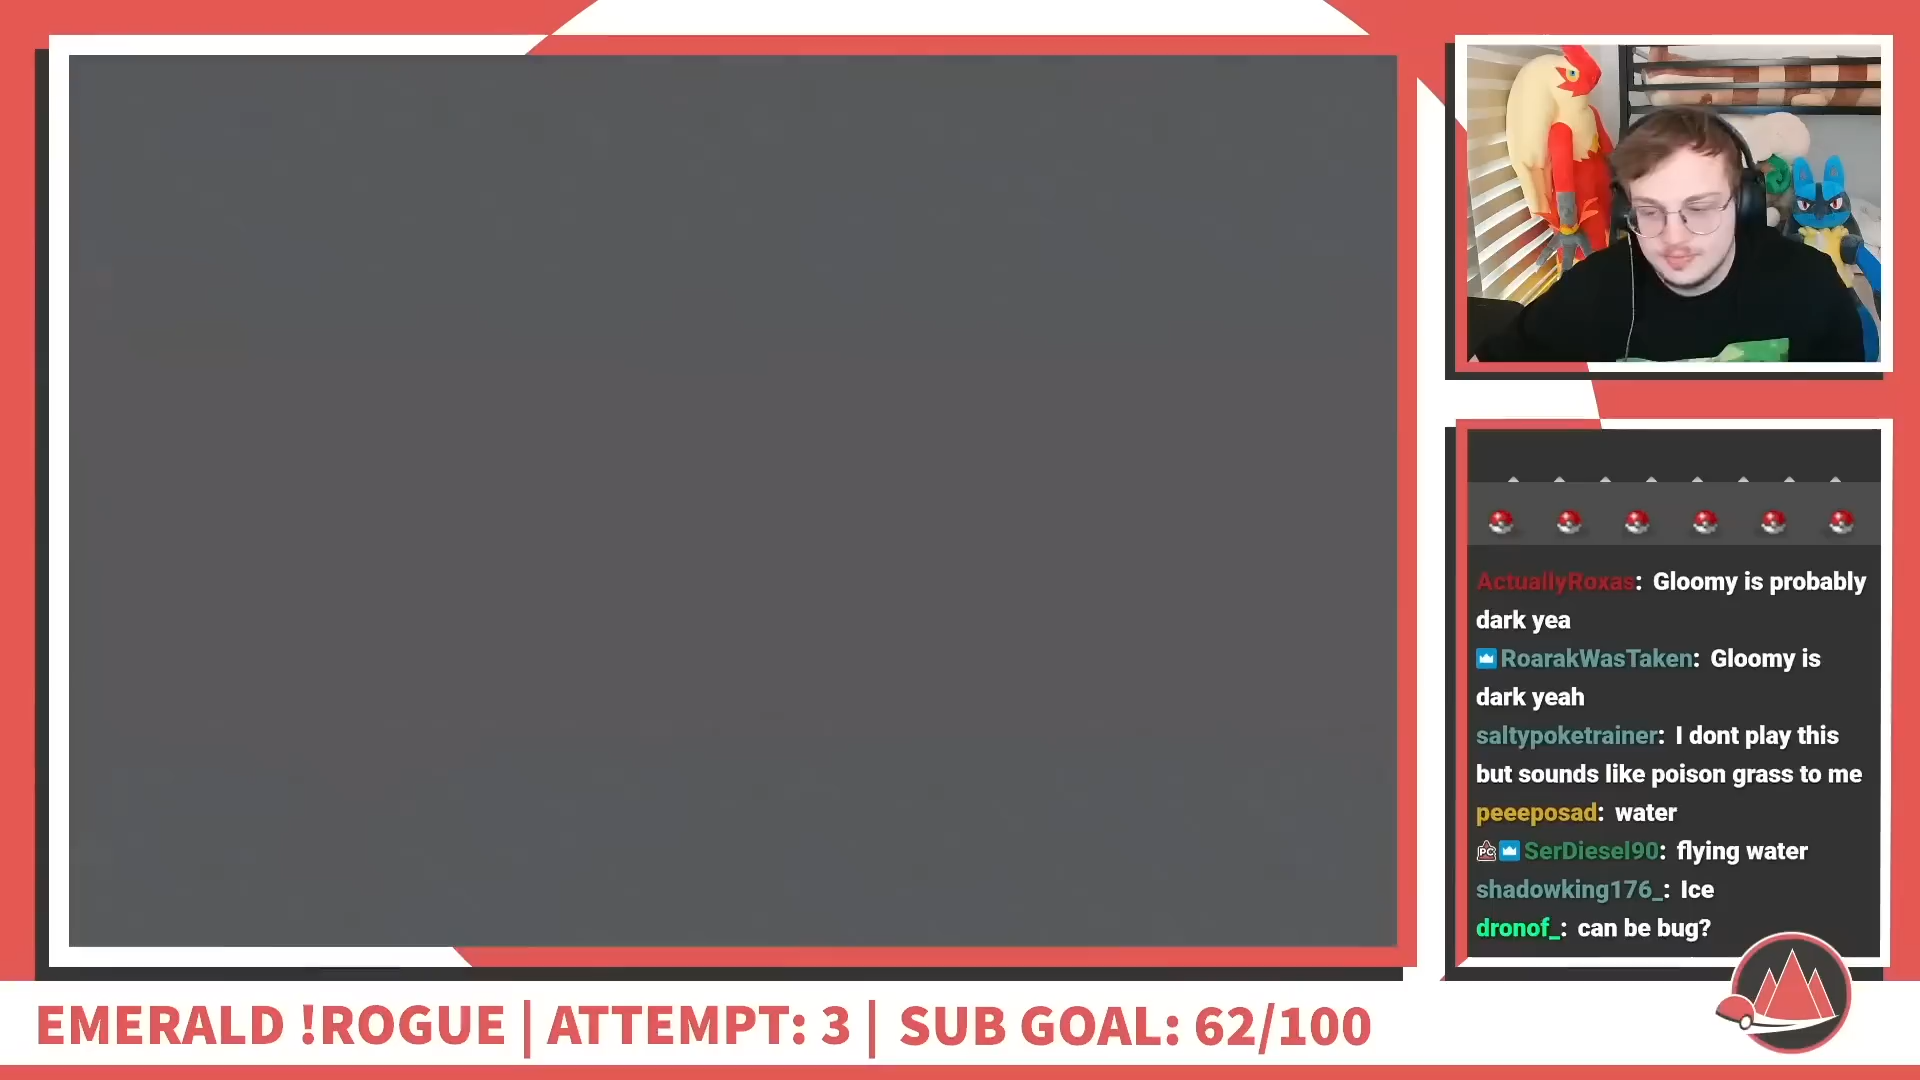 ActuallyRoxas: Gloomy is probably
dark yea
RoarakWasTaken: Gloomy is
dark yeah
saltypoketrainer: I dont play this
but sounds like poison grass to me
peeeposad: water
PC SerDiesel90: flying water
shadowking176_: Ice
dronof_: can be bug?
EMERALD !ROGUE | ATTEMPT: 3 | SUB GOAL: 62/100